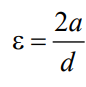 ε = 2a/d